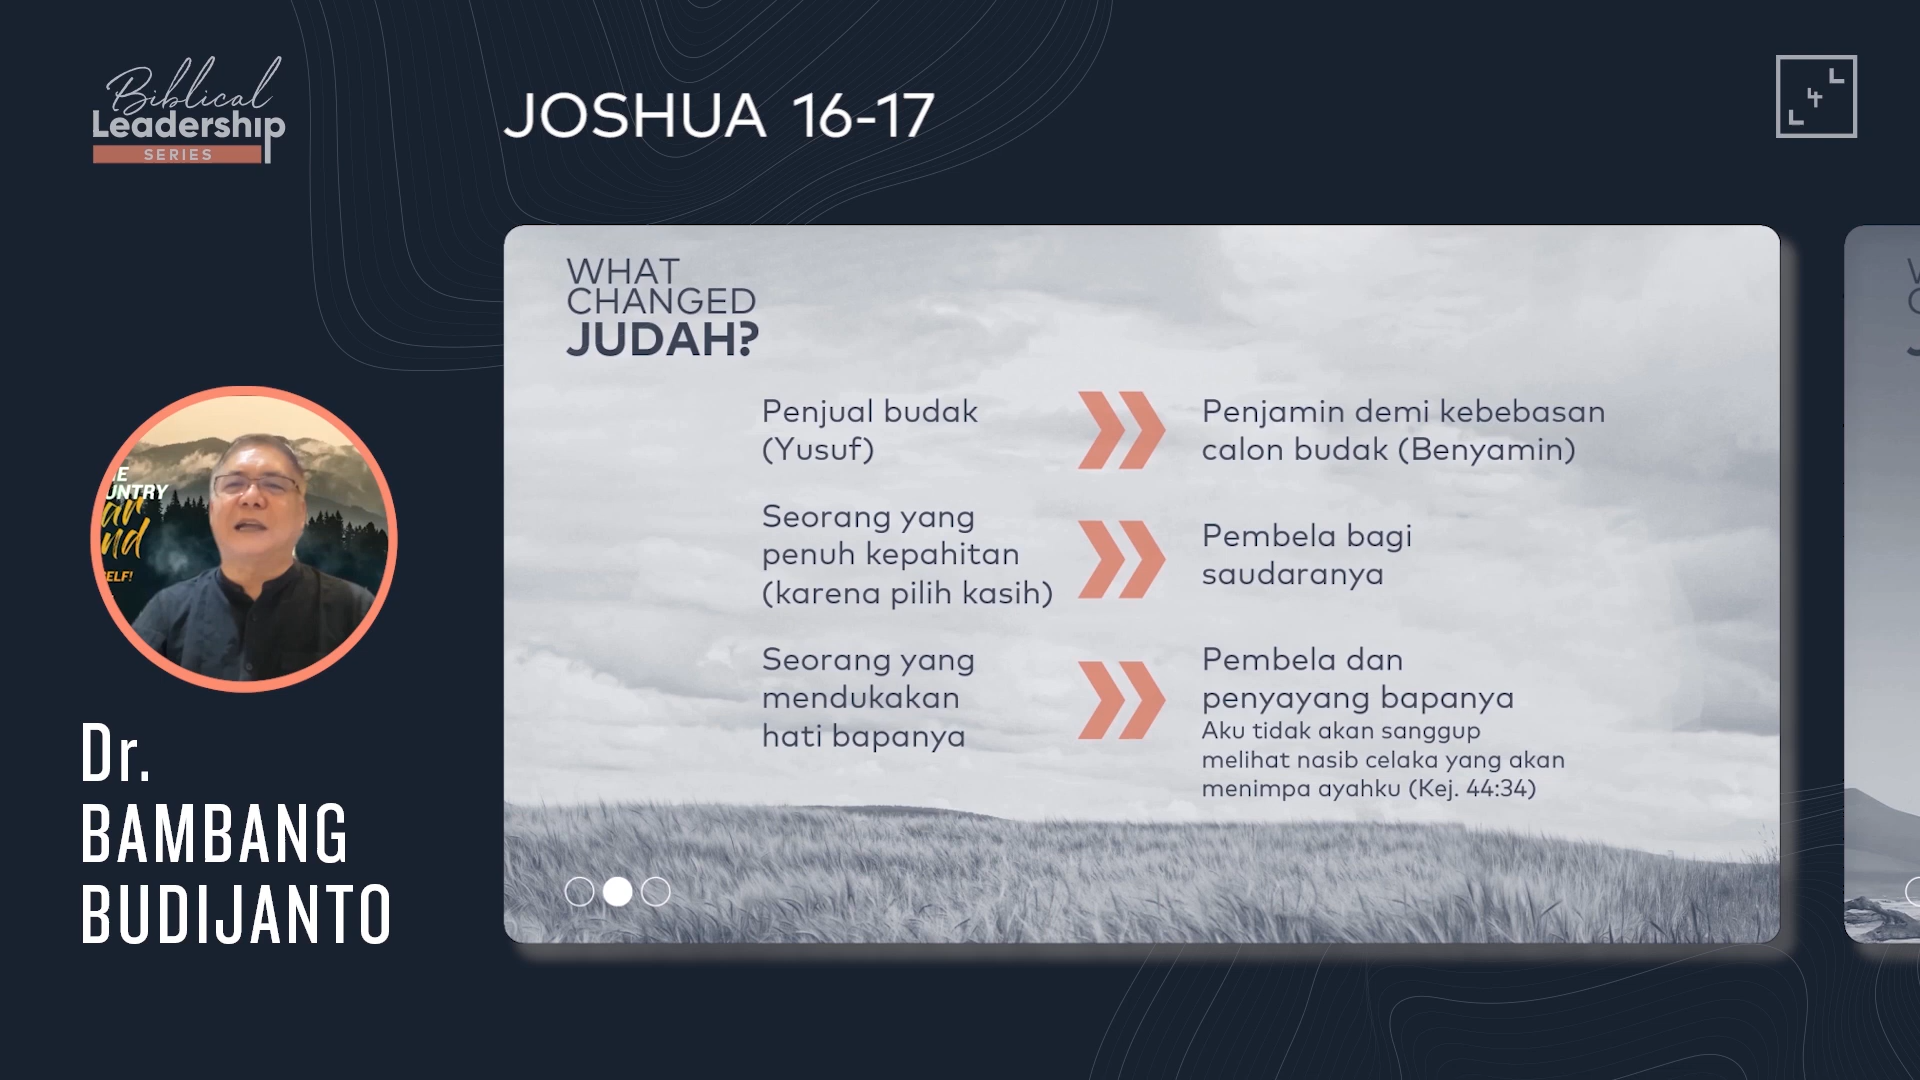 Biblical
Leadership
SERIES
JOSHUA 16-17
4
WHAT
CHANGED
JUDAH?
Penjual budak
(Yusuf)
Penjamin demi kebebasan
calon budak (Benyamin)
Seorang yang
penuh kepahitan
(karena pilih kasih)
Pembela bagi
saudaranya
Seorang yang
mendukakan
hati bapanya
Pembela dan
penyayang bapanya
Aku tidak akan sanggup
melihat nasib celaka yang akan
menimpa ayahku (Kej. 44:34)
UNTRY
Dr.
BAMBANG
BUDIJANTO